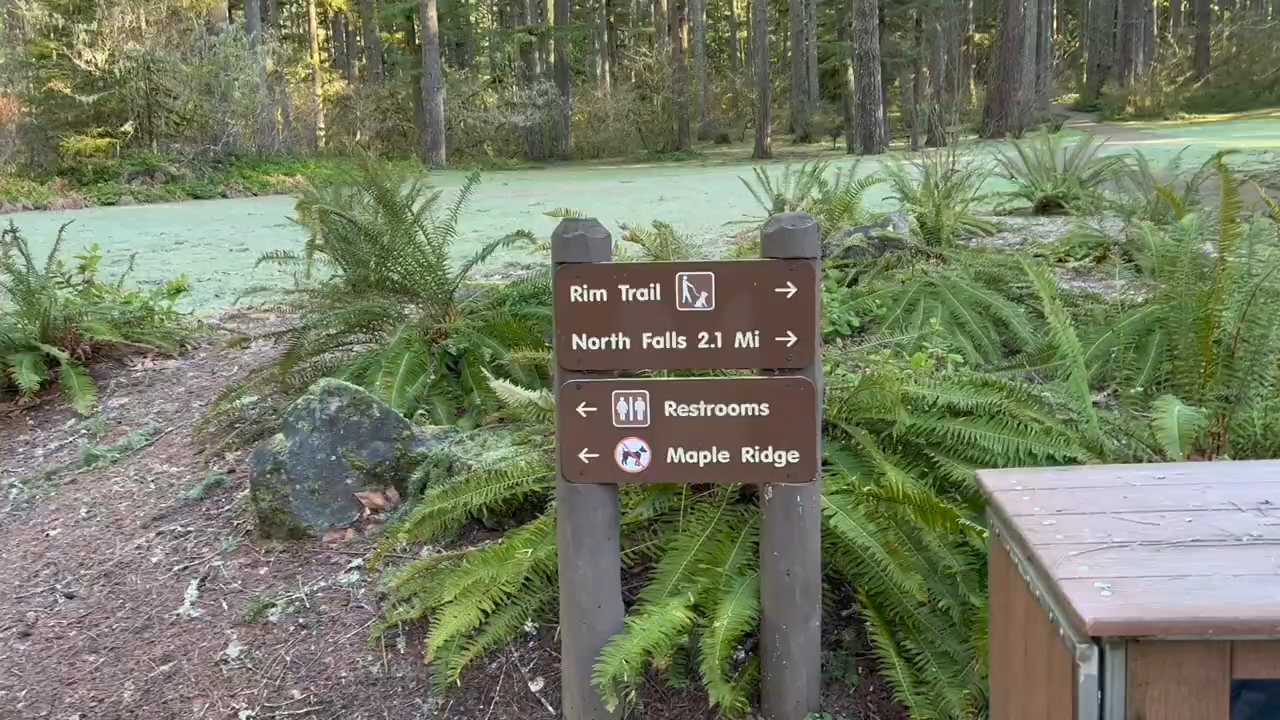 Rim Trail →
North Falls 2.1 Mi →
← Restrooms
← Maple Ridge